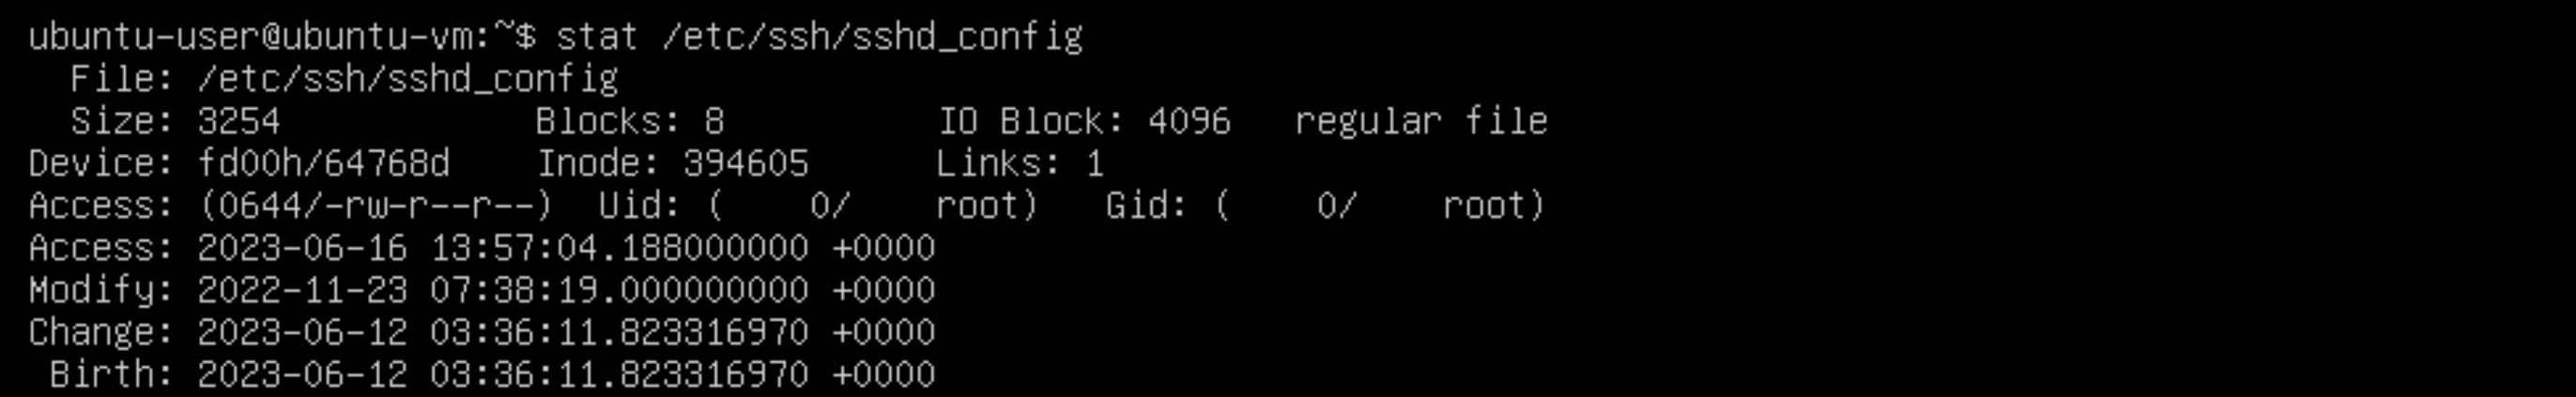 ubuntu-user@ubuntu-vm:~$ stat /etc/ssh/sshd_config
  File: /etc/ssh/sshd_config
  Size: 3254            Blocks: 8          IO Block: 4096   regular file
Device: fd00h/64768d    Inode: 394605      Links: 1
Access: (0644/-rw-r--r--)  Uid: (    0/    root)   Gid: (    0/    root)
Access: 2023-06-16 13:57:04.188000000 +0000
Modify: 2022-11-23 07:38:19.000000000 +0000
Change: 2023-06-12 03:36:11.823316970 +0000
 Birth: 2023-06-12 03:36:11.823316970 +0000